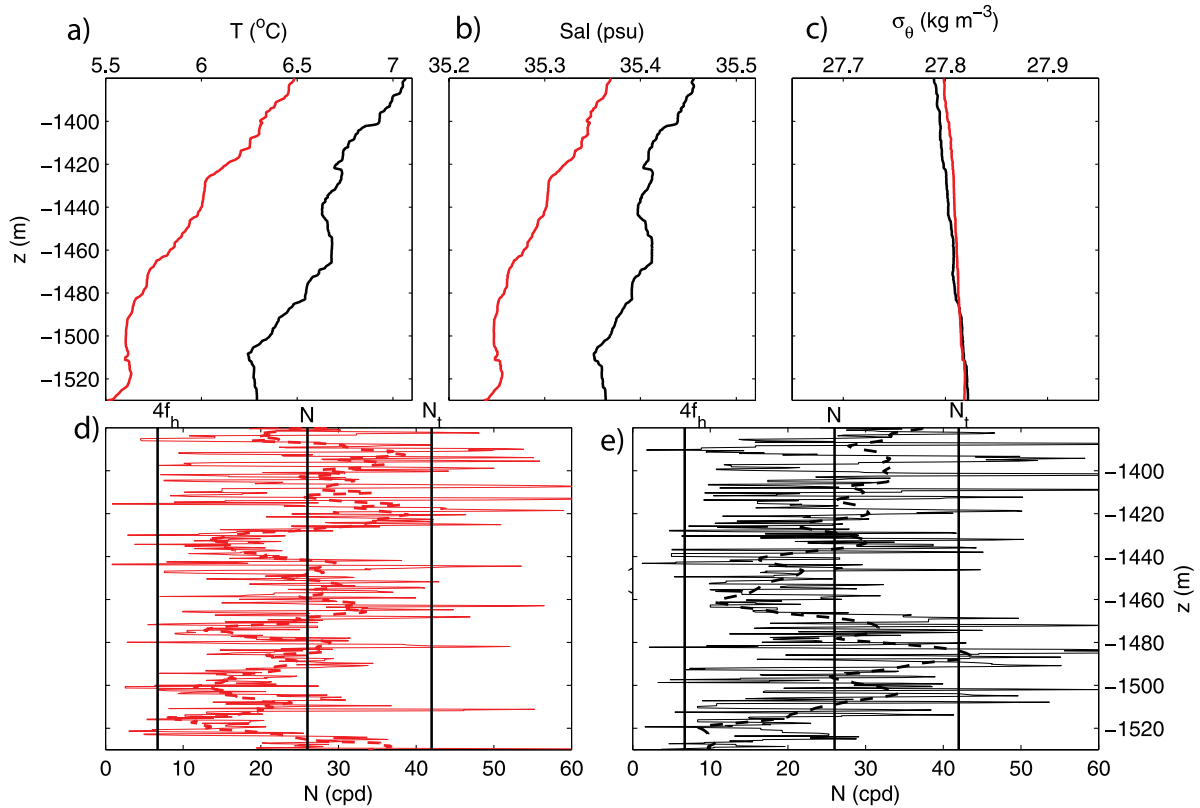 a) T (°C) b) Sal (psu) c) σθ (kg m⁻³)
5.5 6 6.5 7 35.2 35.3 35.4 35.5 27.7 27.8 27.9
z (m)
−1400
−1420
−1440
−1460
−1480
−1500
−1520
d) 4fh N Nt e) 4fh N Nt
−1400
−1420
−1440
−1460
−1480
−1500
−1520
z (m)
0 10 20 30 40 50 60 0 10 20 30 40 50 60
N (cpd) N (cpd)